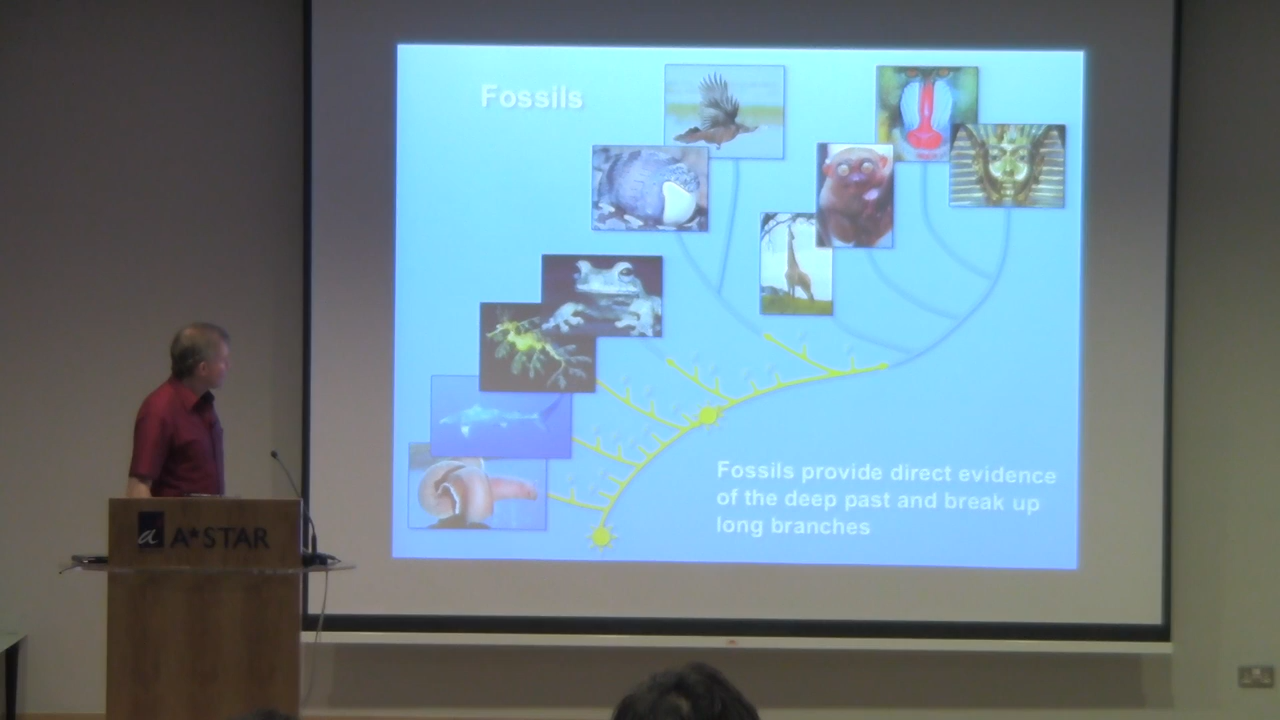 Fossils
Fossils provide direct evidence
of the deep past and break up
long branches
a A*STAR